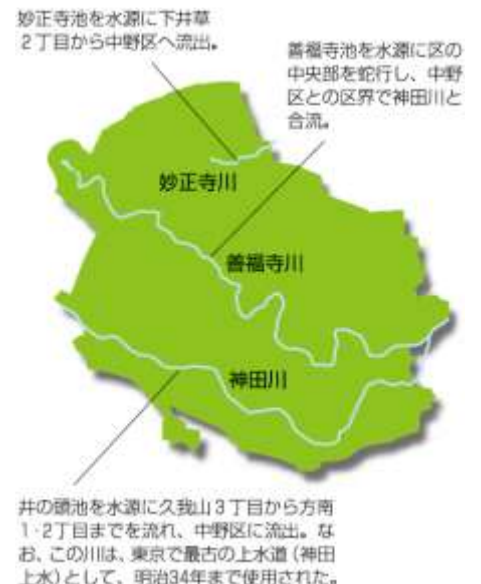 妙正寺池を水源に下井草
2丁目から中野区へ流出。
善福寺池を水源に区の
中央部を蛇行し、中野
区との区界で神田川と
合流。
妙正寺川
善福寺川
神田川
井の頭池を水源に久我山3丁目から方南
1・2丁目までを流れ、中野区に流出。な
お、この川は、東京で最古の上水道（神田
上水）として、明治34年まで使用された。